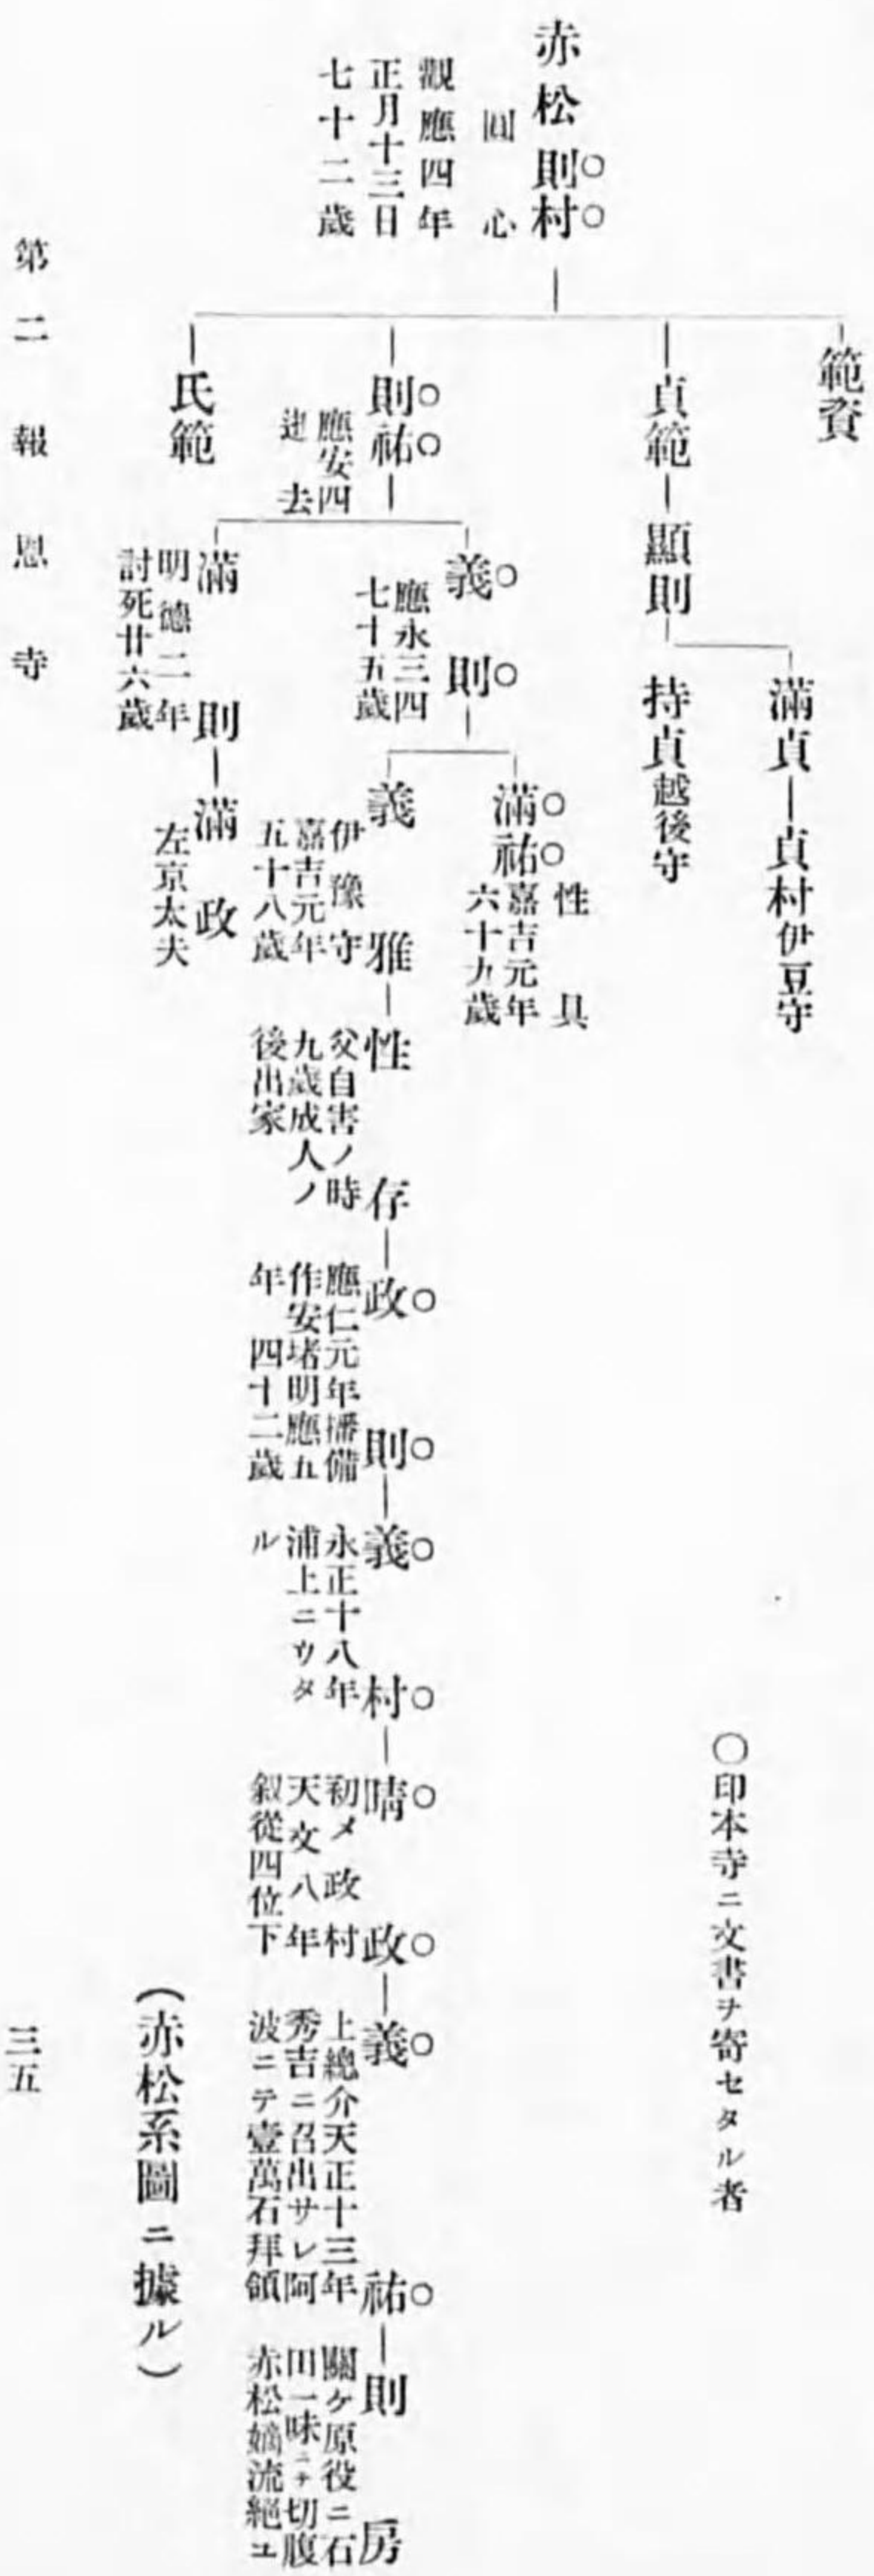 ○印本寺ニ文書ヲ寄セタル者
赤松則○村○
圓心
觀應四年
正月十三日
七十二歲
範資
貞範―顯則
滿貞―貞村伊豆守
持貞越後守
則○祐○
應安四
逝去
義○則○
應永三四
七十五歲
滿○祐○
性具
嘉吉元年
六十九歲
義雅
伊豫守
嘉吉元年
五十八歲
性存
父自害ノ時
九歲成人ノ
後出家
政○則○
應仁元年播備
作安堵明應五
年 四十二歲
義○村○
永正十八年
浦上ニウタ
ル
晴○政○
初メ政村
天文八年
叙從四位下
義○祐○
上總介天正十三年
秀吉ニ召出サレ阿
波ニテ壹萬石拜領
則房
關ケ原役ニ石
田一味ニテ切腹
赤松嫡流絕ユ
滿則
明德二年
討死廿六歲
滿政
左京太夫
氏範
(赤松系圖ニ據ル)
第二報恩寺
三五